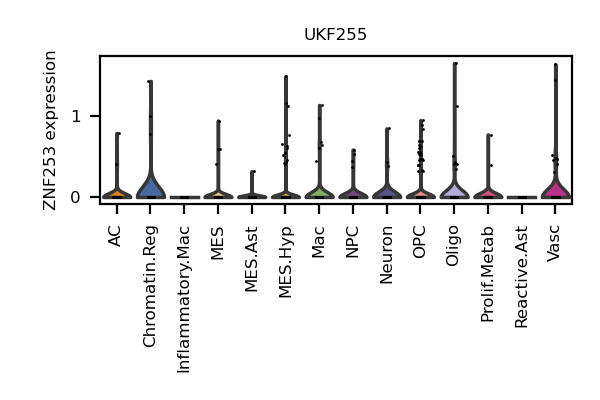 UKF255
ZNF253 expression
1
0
AC
Chromatin.Reg
Inflammatory.Mac
MES
MES.Ast
MES.Hyp
Mac
NPC
Neuron
OPC
Oligo
Prolif.Metab
Reactive.Ast
Vasc